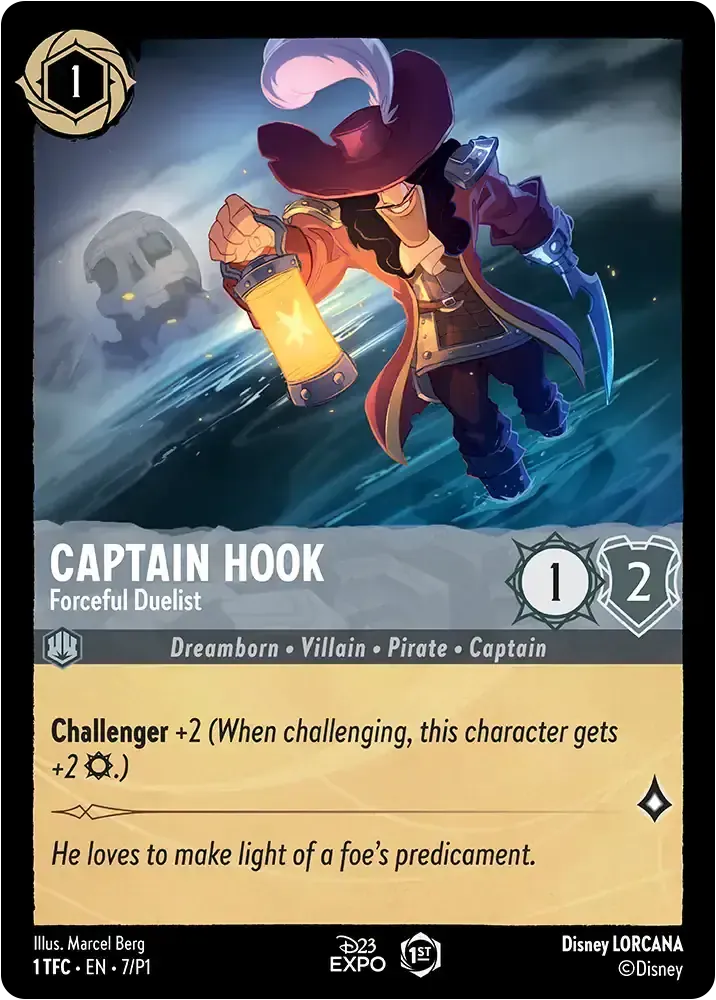 1
CAPTAIN HOOK
Forceful Duelist
1 2
Dreamborn • Villain • Pirate • Captain
Challenger +2 (When challenging, this character gets
+2 .)
He loves to make light of a foe's predicament.
Illus. Marcel Berg
1 TFC • EN • 7/P1
D23
EXPO
1ST
Disney LORCANA
©Disney